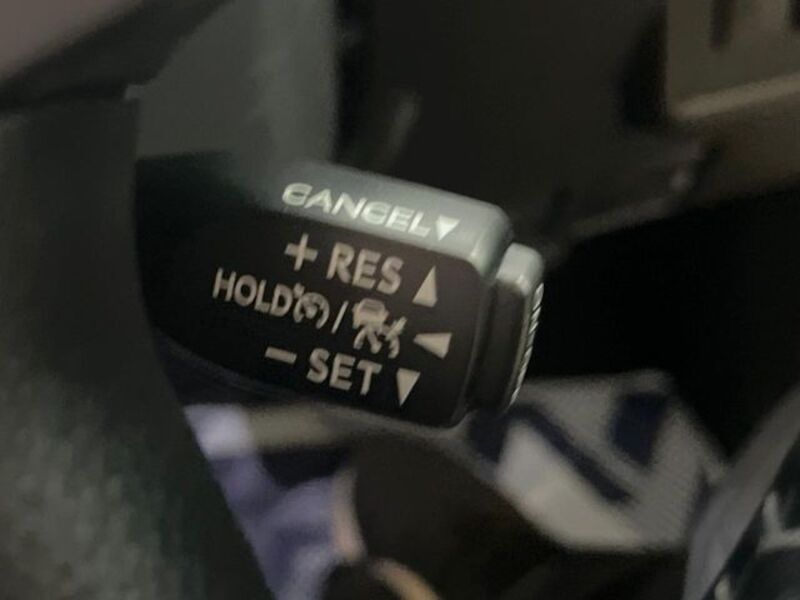 CANCEL▼
+ RES ▲
HOLD / ◀
− SET ▼